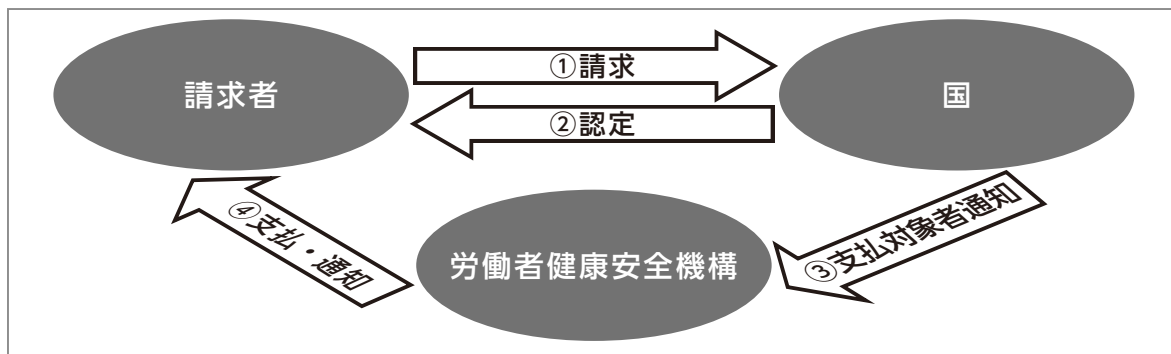 請求者
①請求
国
②認定
③支払対象者通知
④支払・通知
労働者健康安全機構